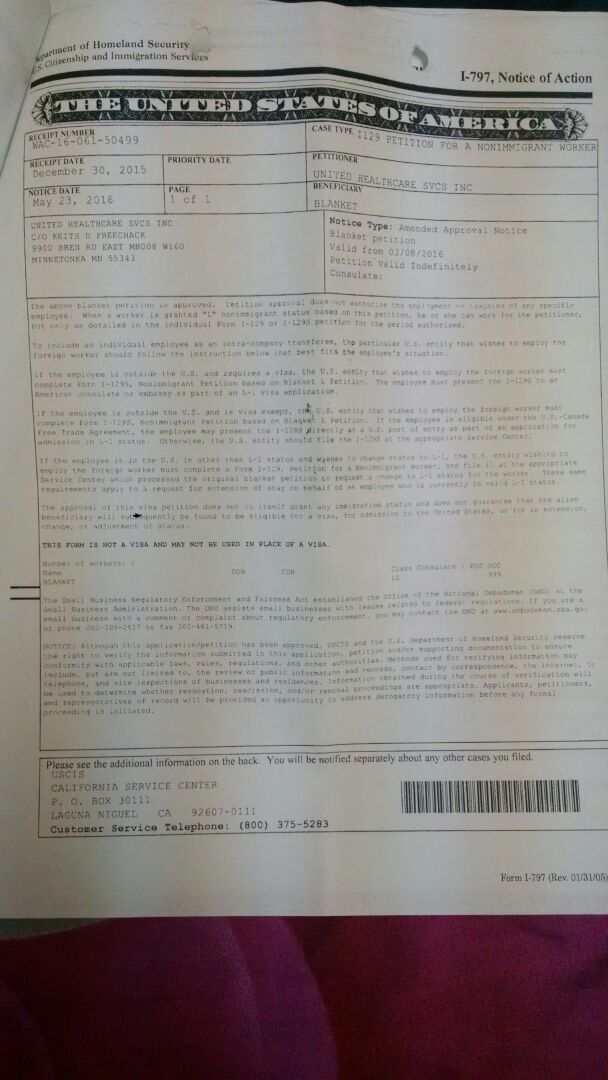 Department of Homeland Security
U.S. Citizenship and Immigration Services
I-797, Notice of Action
THE UNITED STATES OF AMERICA
RECEIPT NUMBER
WAC-16-061-50499
CASE TYPE I129 PETITION FOR A NONIMMIGRANT WORKER
RECEIPT DATE
December 30, 2015
PRIORITY DATE
PETITIONER
UNITED HEALTHCARE SVCS INC
NOTICE DATE
May 23, 2016
PAGE
1 of 1
BENEFICIARY
BLANKET
UNITED HEALTHCARE SVCS INC
C/O KEITH D FREECHACK
9900 BREN RD EAST MN008 W160
MINNETONKA MN 55343
Notice Type: Amended Approval Notice
Blanket petition
Valid from 03/08/2016
Petition Valid Indefinitely
Consulate:
The above blanket petition is approved. Petition approval does not authorize the employment or training of any specific
employee. When a worker is granted "L" nonimmigrant status based on this petition, he or she can work for the petitioner,
but only as detailed in the individual Form I-129 or I-129S petition for the period authorized.
To include an individual employee as an intra-company transferee, the particular U.S. entity that wishes to employ the
foreign worker should follow the instruction below that best fits the employee's situation.
If the employee is outside the U.S. and requires a visa, the U.S. entity that wishes to employ the foreign worker must
complete Form I-129S, Nonimmigrant Petition based on Blanket L Petition. The employee must present the I-129S to an
American consulate or embassy as part of an L-1 visa application.
If the employee is outside the U.S. and is visa exempt, the U.S. entity that wishes to employ the foreign worker must
complete form I-129S, Nonimmigrant Petition based on Blanket L Petition. If the employee is eligible under the U.S.-Canada
Free Trade Agreement, the employee may present the I-129S directly at a U.S. port of entry as part of an application for
admission in L-1 status. Otherwise, the U.S. entity should file the I-129S at the appropriate Service Center.
If the employee is in the U.S. in other than L-1 status and wishes to change status to L-1, the U.S. entity wishing to
employ the foreign worker must complete a Form I-129, Petition for a Nonimmigrant Worker, and file it at the appropriate
Service Center which processed the original blanket petition to request a change to L-1 status for the worker. These same
requirements apply to a request for extension of stay on behalf of an employee who is currently in valid L-1 status.
The approval of this visa petition does not in itself grant any immigration status and does not guarantee that the alien
beneficiary will subsequently be found to be eligible for a visa, for admission to the United States, or for an extension,
change, or adjustment of status.
THIS FORM IS NOT A VISA AND MAY NOT BE USED IN PLACE OF A VISA.
Number of workers: 1
Name DOB COB Class Consulate / POE OCC
BLANKET LZ 999
The Small Business Regulatory Enforcement and Fairness Act established the Office of the National Ombudsman (ONO) at the
Small Business Administration. The ONO assists small businesses with issues related to federal regulations. If you are a
small business with a comment or complaint about regulatory enforcement, you may contact the ONO at www.ombudsman.sba.gov
or phone 202-205-2417 or fax 202-481-5719.
NOTICE: Although this application/petition has been approved, USCIS and the U.S. Department of Homeland Security reserve
the right to verify the information submitted in this application, petition and/or supporting documentation to ensure
conformity with applicable laws, rules, regulations, and other authorities. Methods used for verifying information may
include, but are not limited to, the review of public information and records, contact by correspondence, the internet, or
telephone, and site inspections of businesses and residences. Information obtained during the course of verification will
be used to determine whether revocation, rescission, and/or removal proceedings are appropriate. Applicants, petitioners,
and representatives of record will be provided an opportunity to address derogatory information before any formal
proceeding is initiated.
Please see the additional information on the back. You will be notified separately about any other cases you filed.
USCIS
CALIFORNIA SERVICE CENTER
P. O. BOX 30111
LAGUNA NIGUEL CA 92607-0111
Customer Service Telephone: (800) 375-5283
Form I-797 (Rev. 01/31/05)